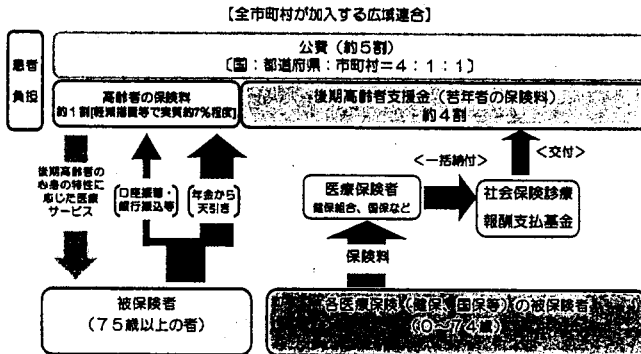 【全市町村が加入する広域連合】
患者
負担
公費(約5割)
〔国:都道府県:市町村=4:1:1〕
高齢者の保険料
約1割[軽減措置等で実質約7%程度]
後期高齢者支援金(若年者の保険料)
約4割
後期高齢者の
心身の特性に
応じた医療
サービス
口座振替・
銀行振込等
年金から
天引き
医療保険者
健保組合、国保など
<一括納付>
<交付>
社会保険診療
報酬支払基金
保険料
被保険者
(75歳以上の者)
各医療保険(健保、国保等)の被保険者
(0~74歳)